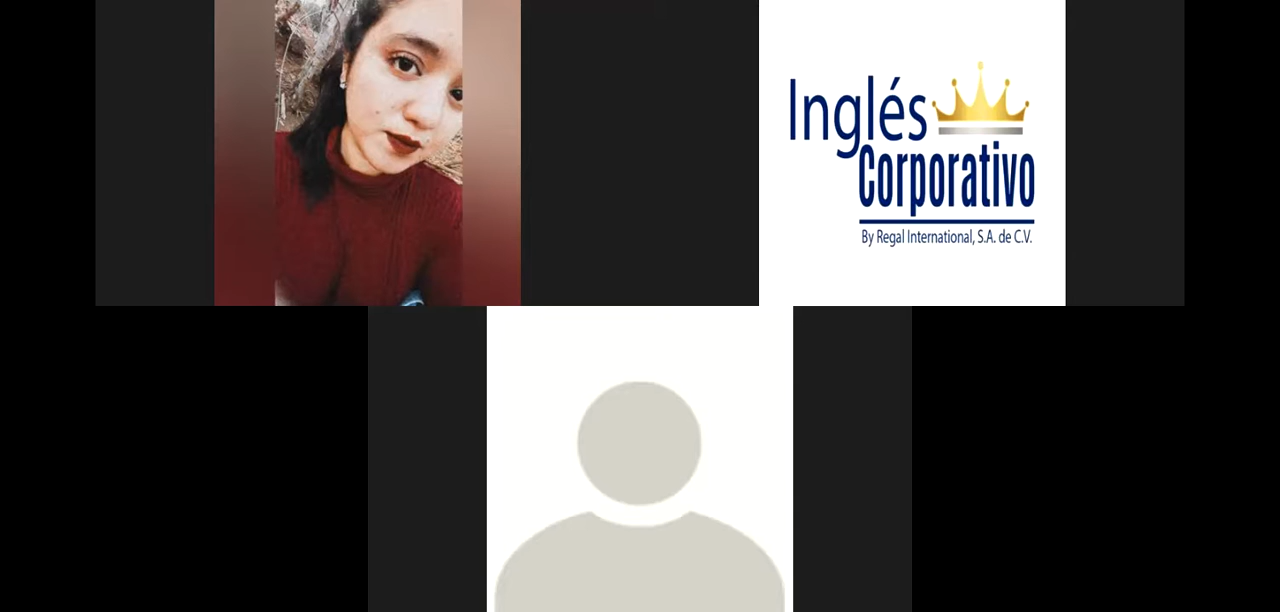 Inglés
Corporativo
By Regal International, S.A. de C.V.